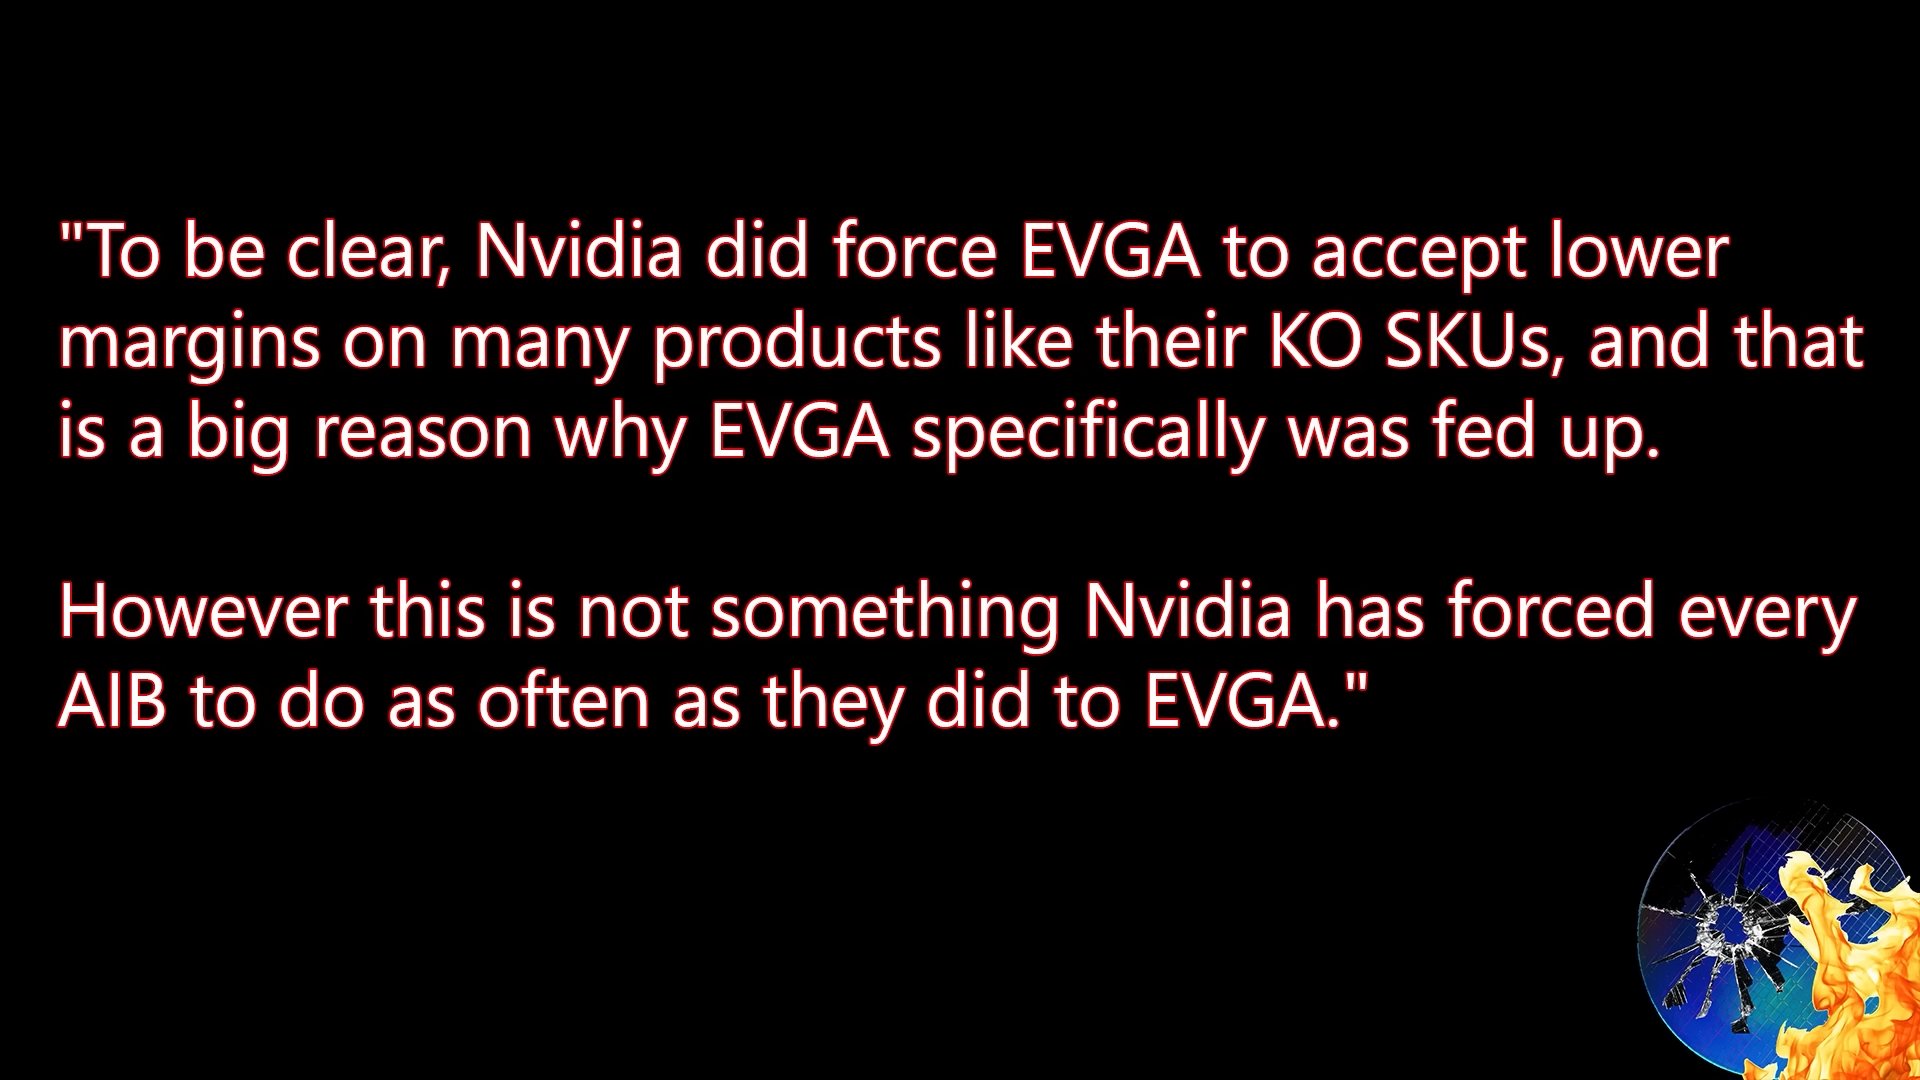 "To be clear, Nvidia did force EVGA to accept lower
margins on many products like their KO SKUs, and that
is a big reason why EVGA specifically was fed up.
However this is not something Nvidia has forced every
AIB to do as often as they did to EVGA."